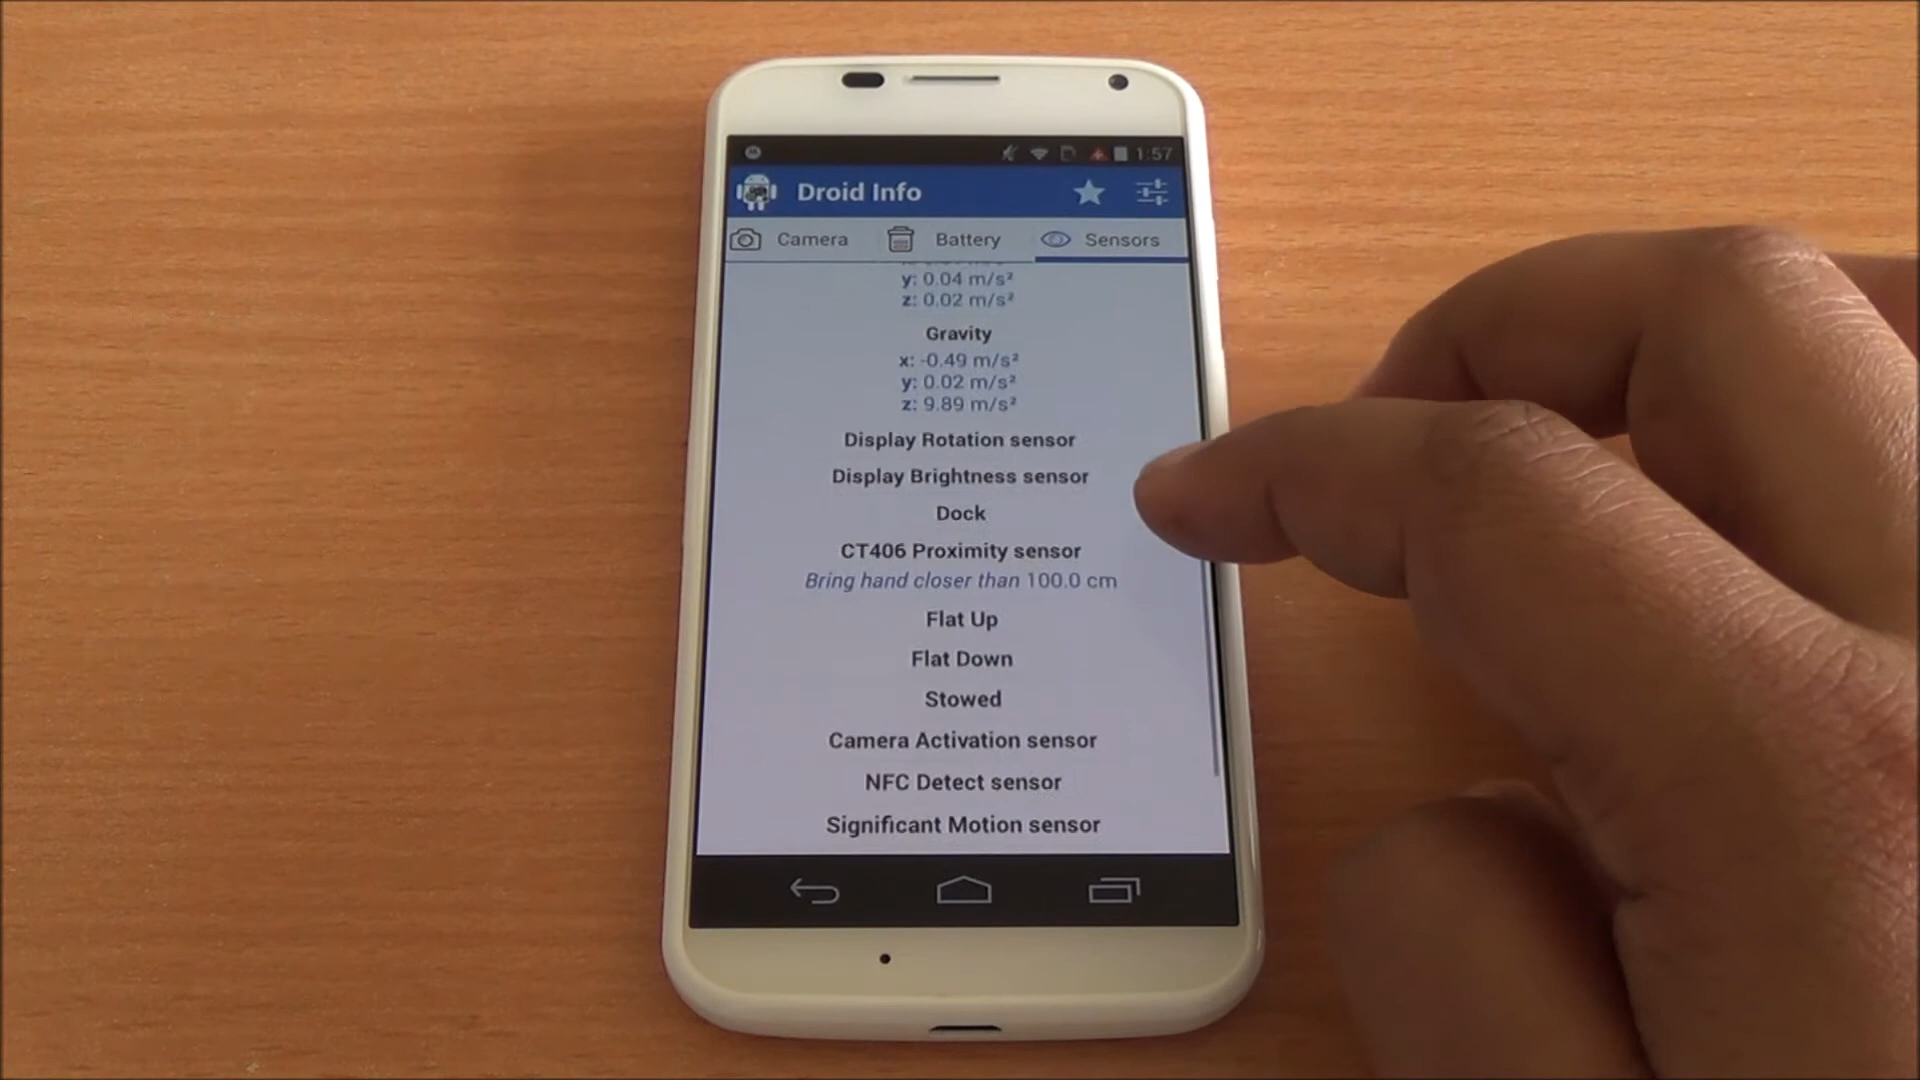 1:57
Droid Info
Camera Battery Sensors
y: 0.04 m/s²
z: 0.02 m/s²
Gravity
x: -0.49 m/s²
y: 0.02 m/s²
z: 9.89 m/s²
Display Rotation sensor
Display Brightness sensor
Dock
CT406 Proximity sensor
Bring hand closer than 100.0 cm
Flat Up
Flat Down
Stowed
Camera Activation sensor
NFC Detect sensor
Significant Motion sensor